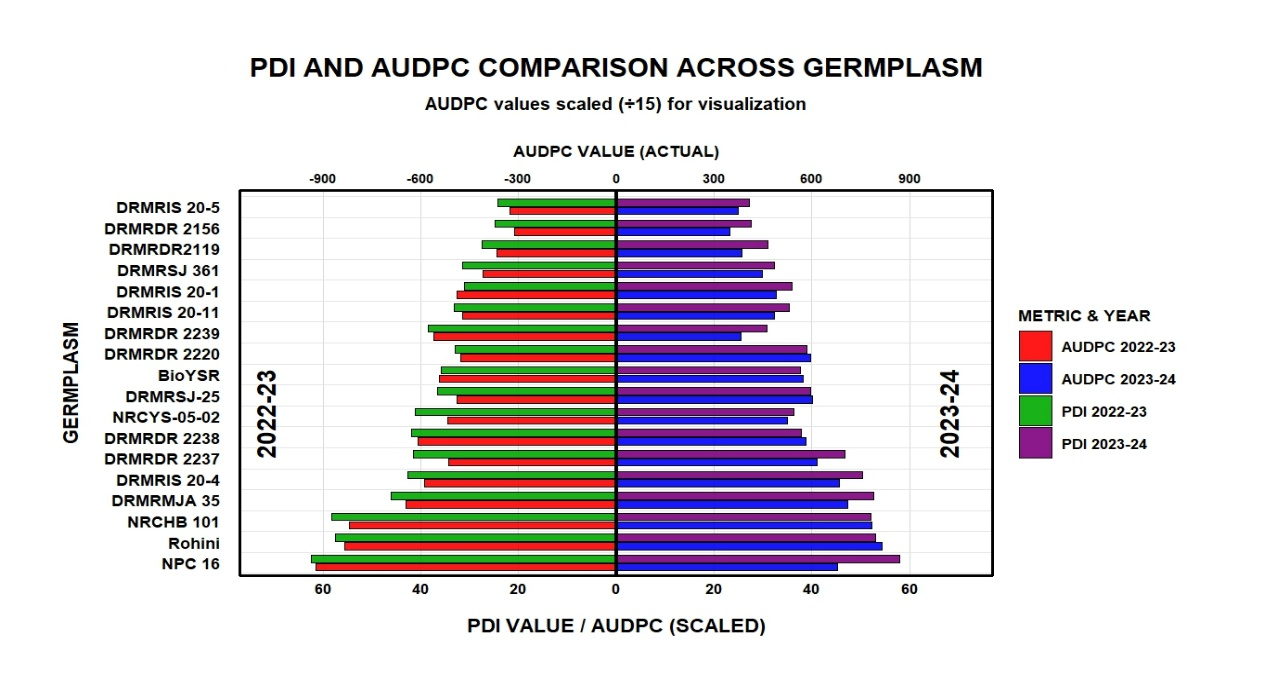 PDI AND AUDPC COMPARISON ACROSS GERMPLASM
AUDPC values scaled (÷15) for visualization
AUDPC VALUE (ACTUAL)
-900 -600 -300 0 300 600 900
DRMRIS 20-5
DRMRDR 2156
DRMRDR2119
DRMRSJ 361
DRMRIS 20-1
DRMRIS 20-11
DRMRDR 2239
DRMRDR 2220
BioYSR
DRMRSJ-25
NRCYS-05-02
DRMRDR 2238
DRMRDR 2237
DRMRIS 20-4
DRMRMJA 35
NRCHB 101
Rohini
NPC 16
GERMPLASM
2022-23
2023-24
METRIC & YEAR
AUDPC 2022-23
AUDPC 2023-24
PDI 2022-23
PDI 2023-24
60 40 20 0 20 40 60
PDI VALUE / AUDPC (SCALED)